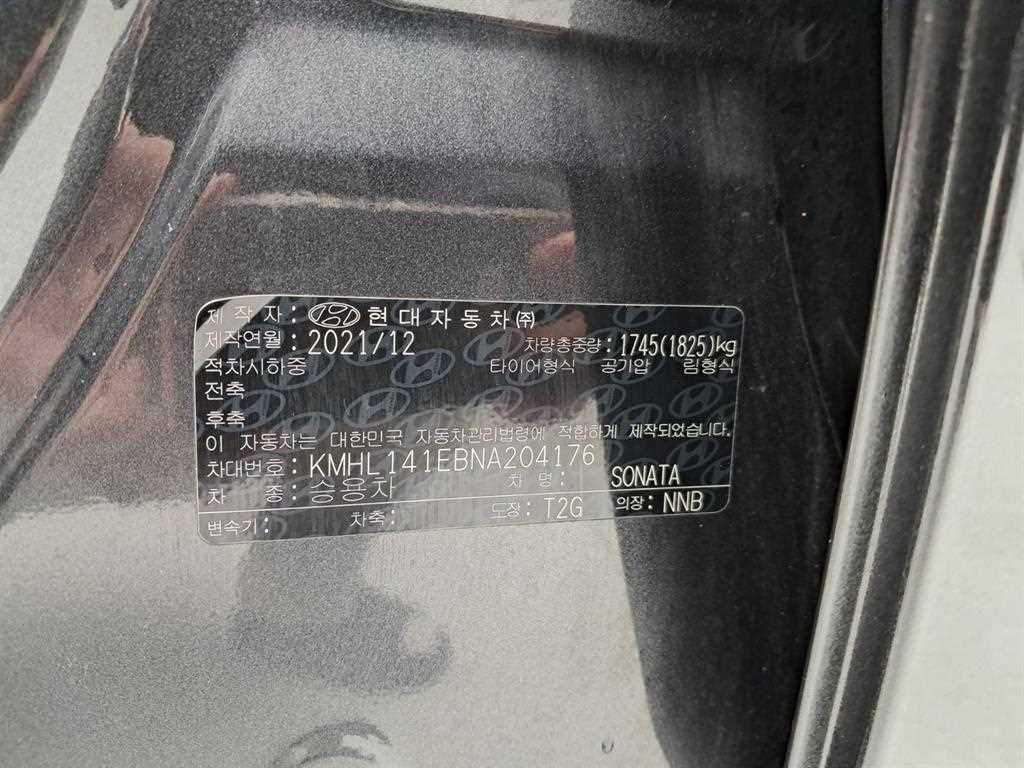 제 작 자 : 현대자동차㈜
제작연월 : 2021/12 차량총중량 : 1745(1825)kg
적차시하중 타이어형식 공기압 림형식
전축
후축
이 자동차는 대한민국 자동차관리법령에 적합하게 제작되었습니다.
차대번호 : KMHL141EBNA204176
차 종 : 승용차 차 명 : SONATA
변속기 : 차축 : 도장 : T2G 의장 : NNB